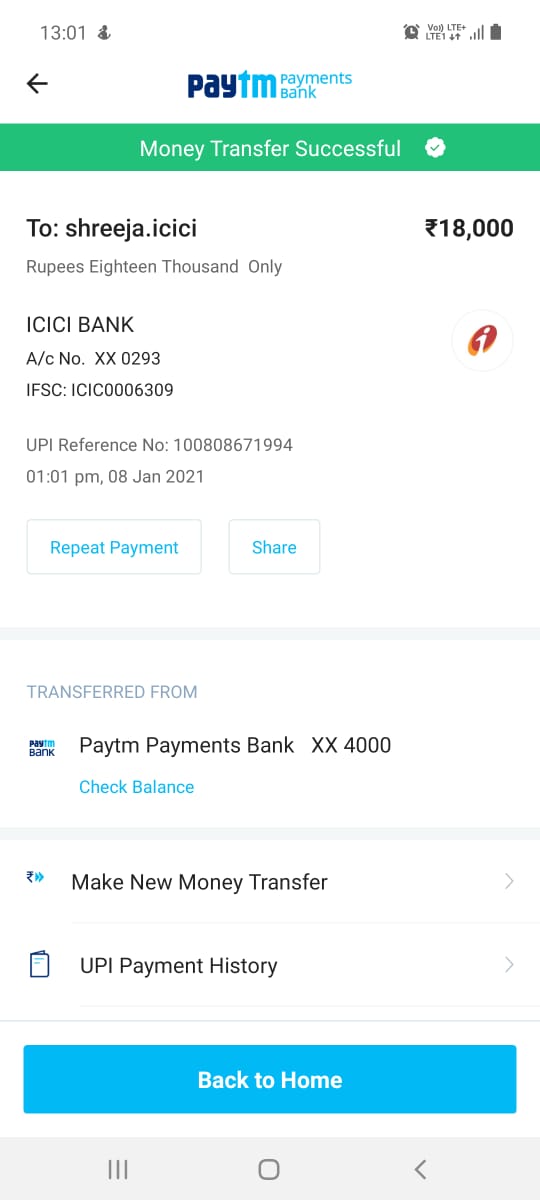 13:01
Vo)) LTE+
LTE1
paytm Payments Bank
Money Transfer Successful
To: shreeja.icici ₹18,000
Rupees Eighteen Thousand Only
ICICI BANK
A/c No. XX 0293
IFSC: ICIC0006309
UPI Reference No: 100808671994
01:01 pm, 08 Jan 2021
Repeat Payment Share
TRANSFERRED FROM
paytm Bank
Paytm Payments Bank XX 4000
Check Balance
₹ Make New Money Transfer
UPI Payment History
Back to Home